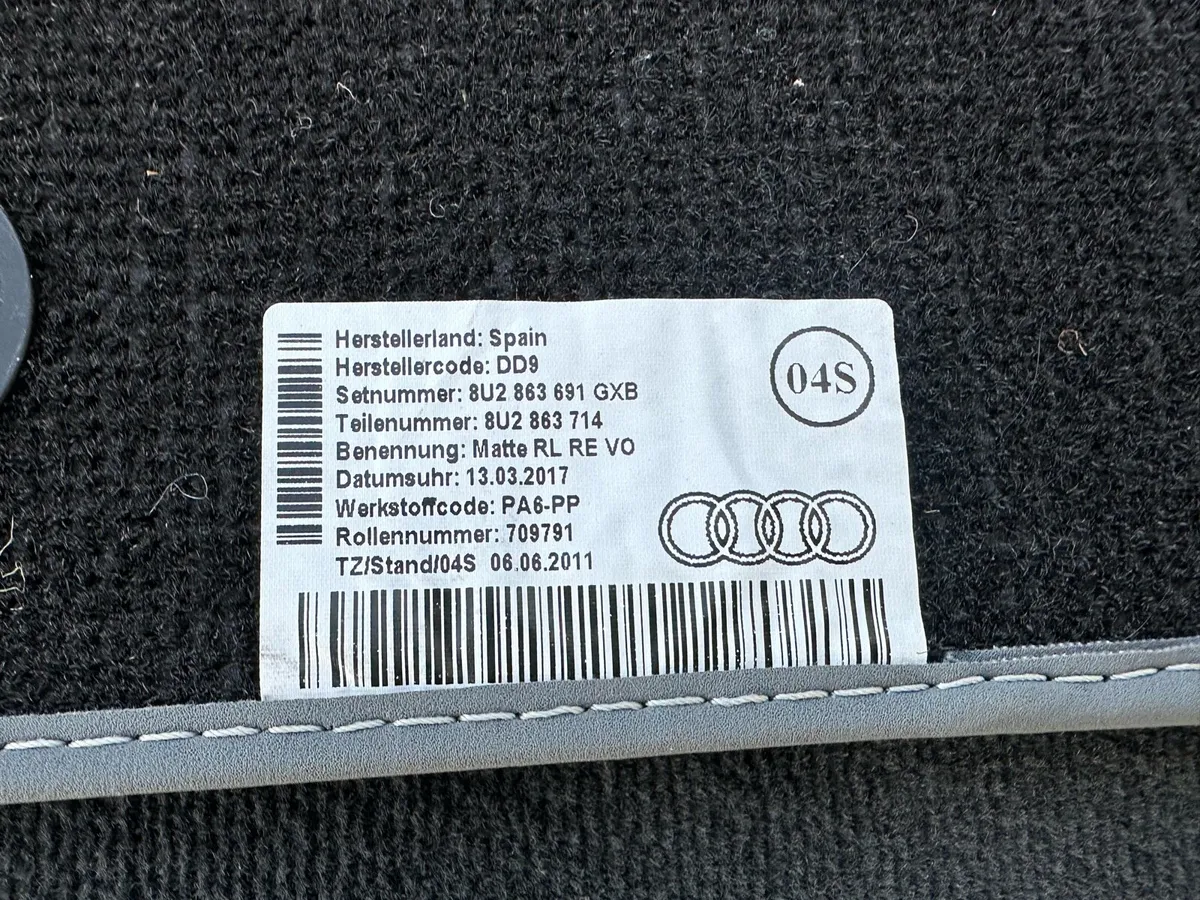 Herstellerland: Spain
Herstellercode: DD9
Setnummer: 8U2 863 691 GXB
Teilenummer: 8U2 863 714
Benennung: Matte RL RE VO
Datumsuhr: 13.03.2017
Werkstoffcode: PA6-PP
Rollennummer: 709791
TZ/Stand/04S 06.06.2011
04S